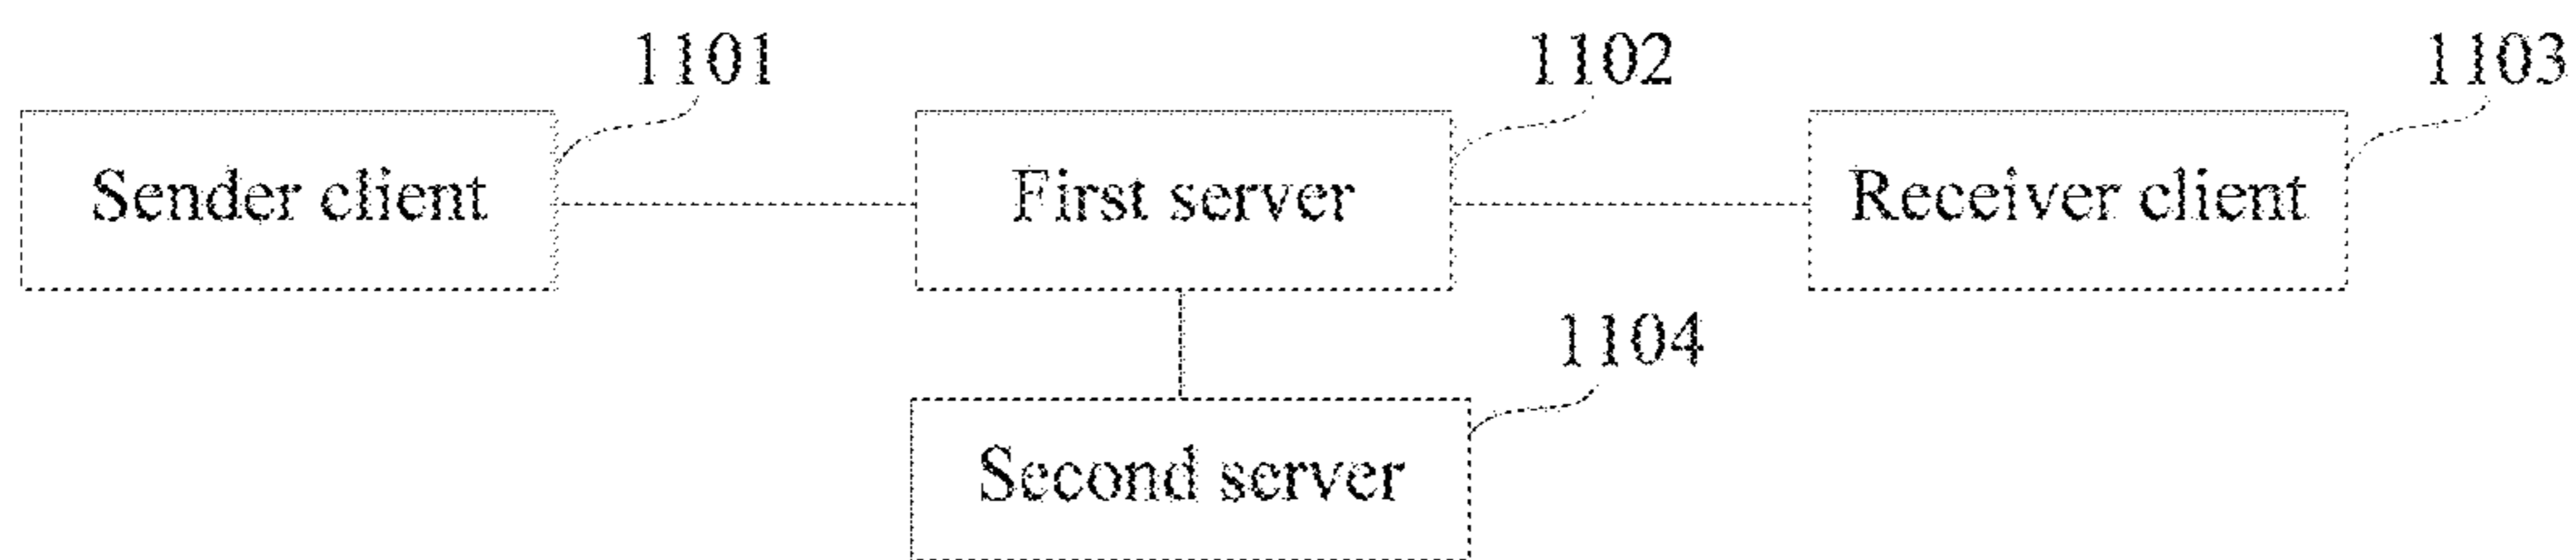 1101
1102
1103
Sender client
First server
Receiver client
1104
Second server